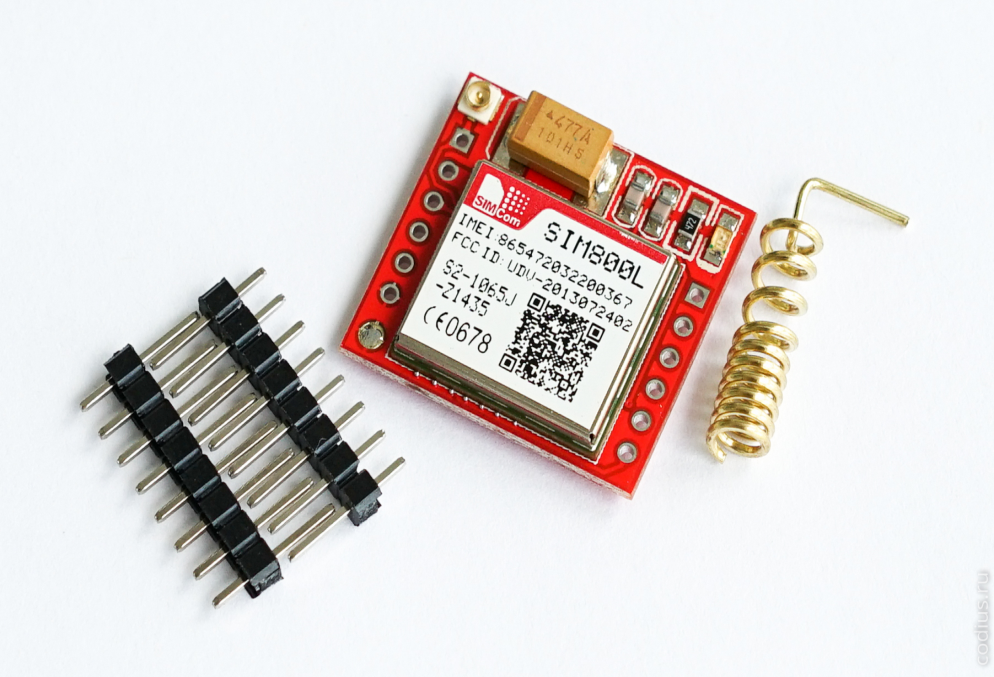 477A
1D1HS
SIMCom
SIM800L
IMEI:865472032200367
FCC ID: UDV-2013072402
S2-1065J
-Z1435
CE0678
472
codius.ru